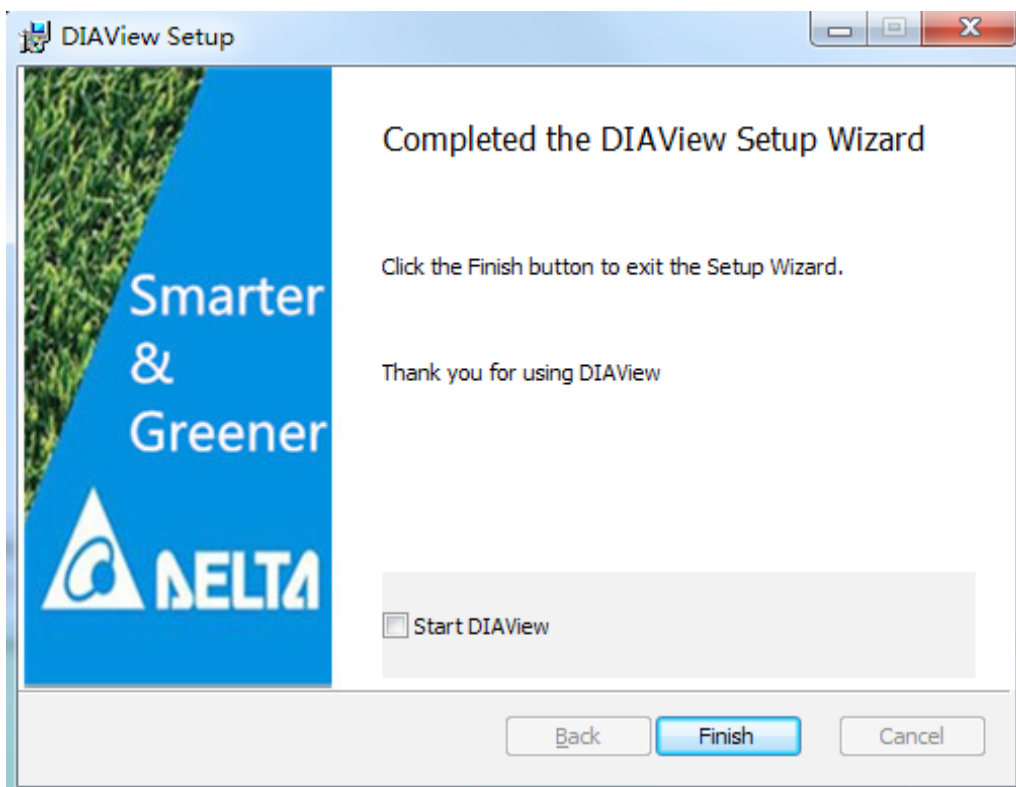 DIAView Setup
Completed the DIAView Setup Wizard
Click the Finish button to exit the Setup Wizard.
Thank you for using DIAView
Smarter
&
Greener
DELTA
Start DIAView
Back
Finish
Cancel